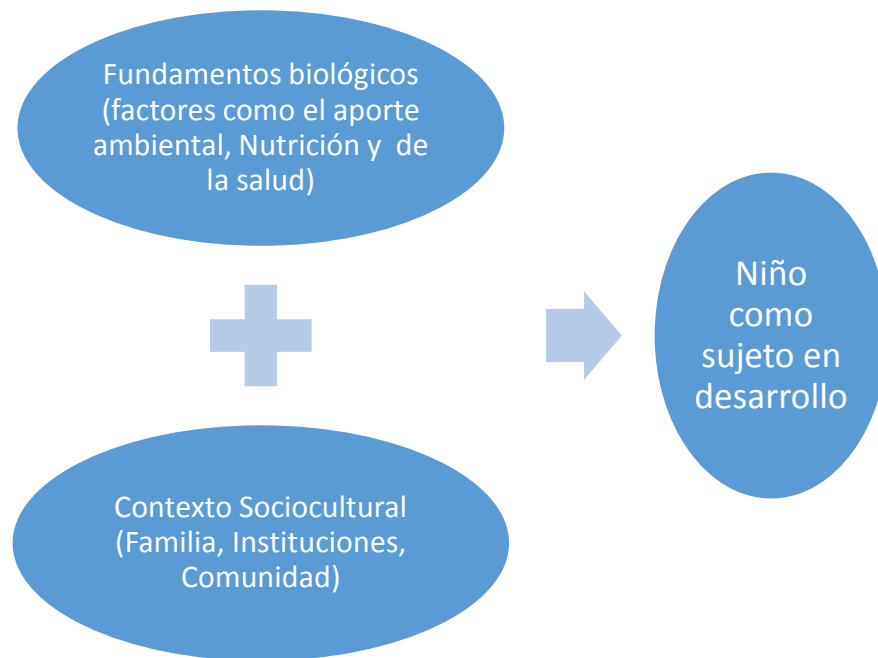 Fundamentos biológicos
(factores como el aporte
ambiental, Nutrición y  de
la salud)
Contexto Sociocultural
(Familia, Instituciones,
Comunidad)
Niño
como
sujeto en
desarrollo